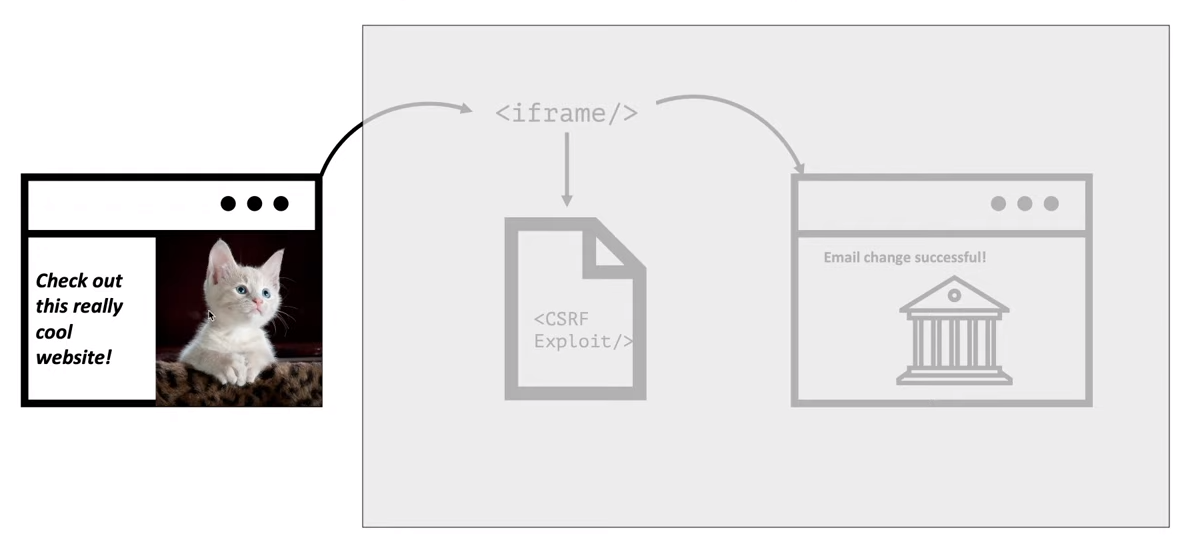 <iframe/>
Check out
this really
cool
website!
<CSRF
Exploit/>
Email change successful!